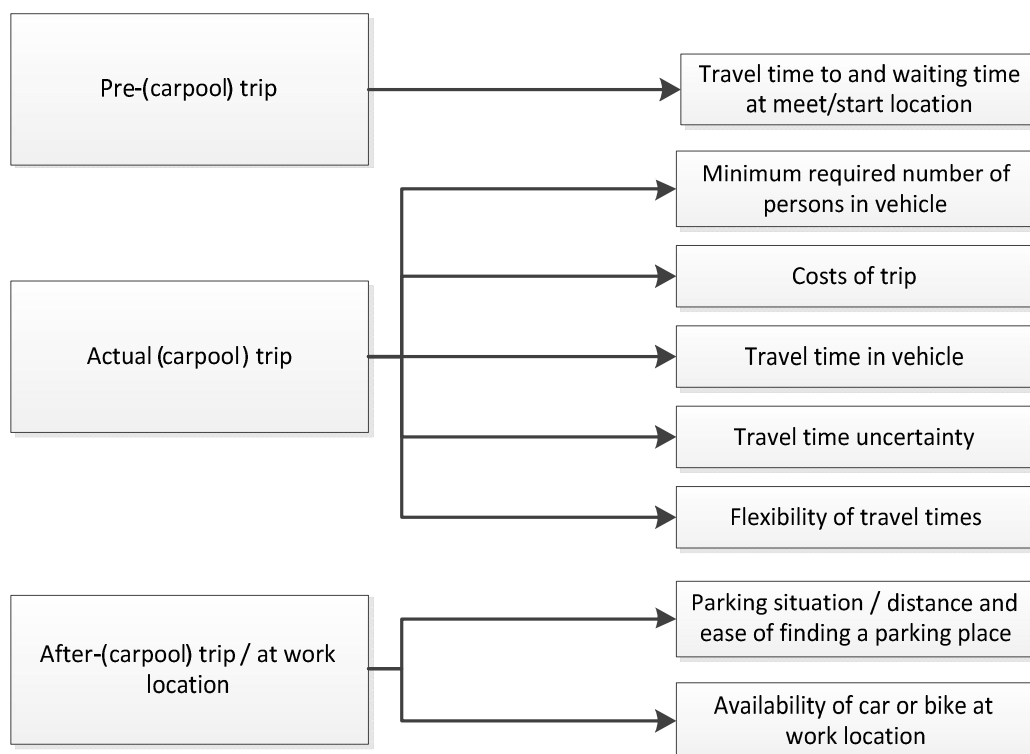 Pre-(carpool) trip
Travel time to and waiting time
at meet/start location
Minimum required number of
persons in vehicle
Costs of trip
Actual (carpool) trip
Travel time in vehicle
Travel time uncertainty
Flexibility of travel times
After-(carpool) trip / at work
location
Parking situation / distance and
ease of finding a parking place
Availability of car or bike at
work location